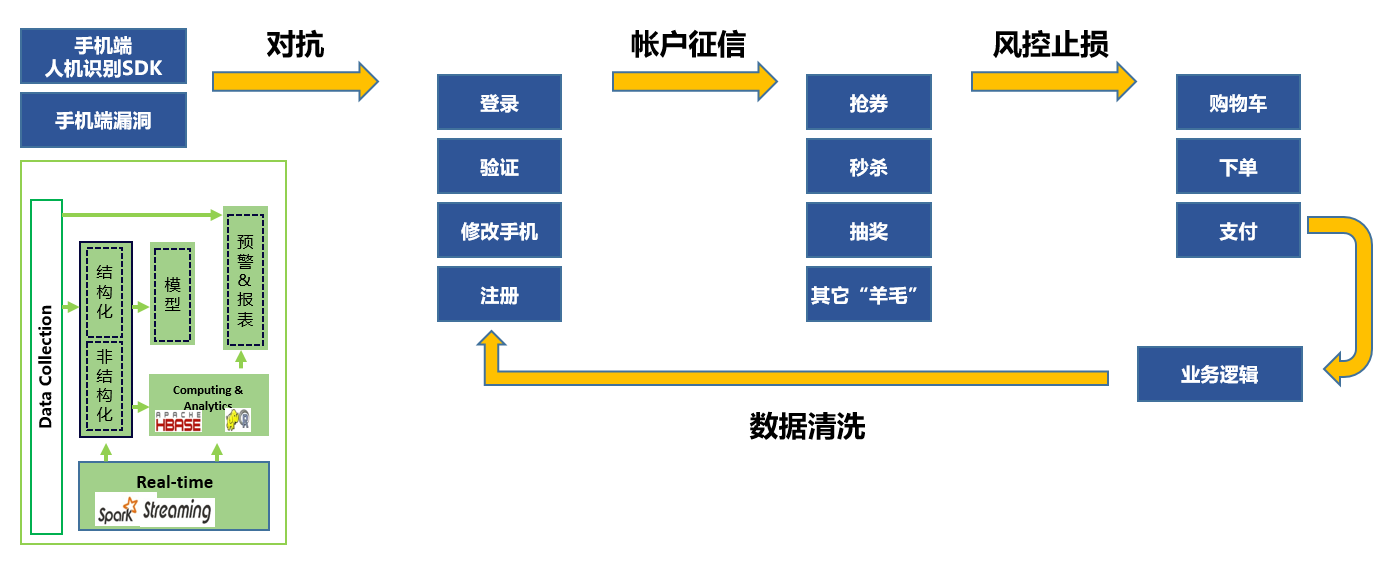 手机端
人机识别SDK
手机端漏洞
对抗
登录
验证
修改手机
注册
帐户征信
抢券
秒杀
抽奖
其它“羊毛”
风控止损
购物车
下单
支付
业务逻辑
数据清洗
Data Collection
结构化
非结构化
模型
预警&报表
Computing &
Analytics
APACHE
HBASE
R
Real-time
Spark Streaming